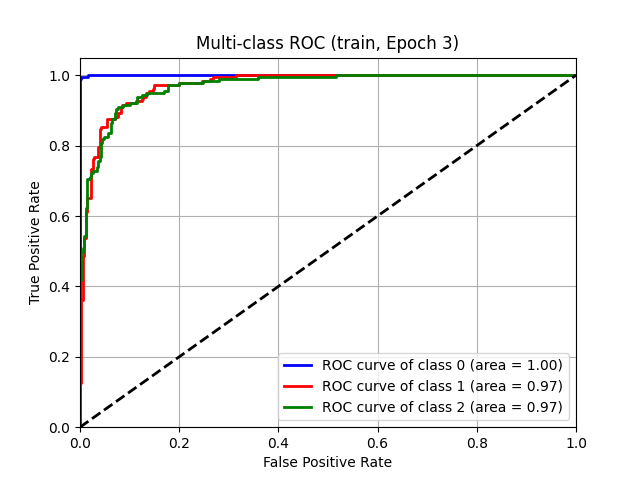 Multi-class ROC (train, Epoch 3)
True Positive Rate
1.0
0.8
0.6
0.4
0.2
0.0
ROC curve of class 0 (area = 1.00)
ROC curve of class 1 (area = 0.97)
ROC curve of class 2 (area = 0.97)
0.0 0.2 0.4 0.6 0.8 1.0
False Positive Rate